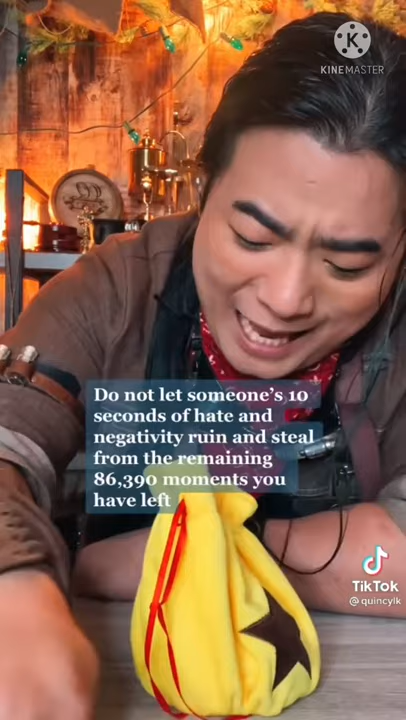 KINEMASTER
Do not let someone's 10
seconds of hate and
negativity ruin and steal
from the remaining
86,390 moments you
have left
TikTok
@quincylk